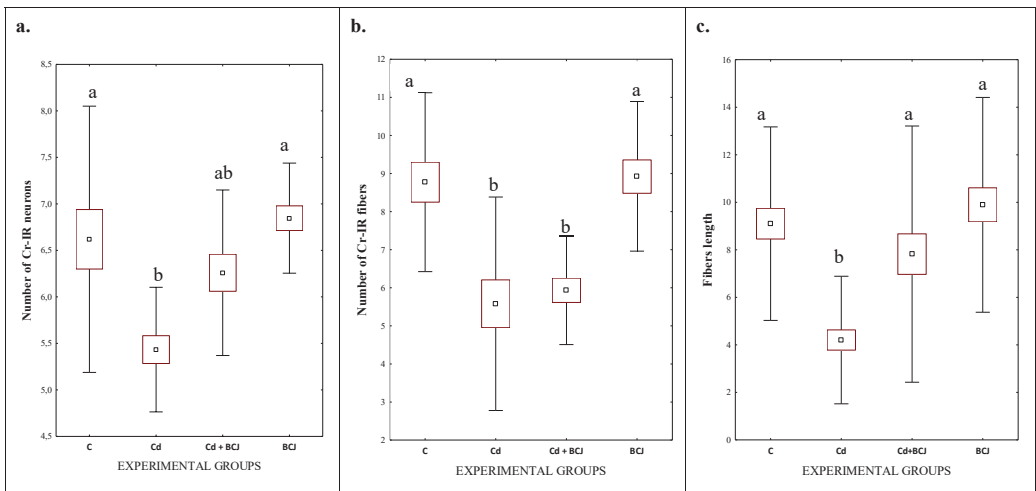 a.
8,5
8,0
7,5
7,0
6,5
6,0
5,5
5,0
4,5
Number of Cr-IR neurons
a
b
ab
a
C
Cd
Cd + BCJ
BCJ
EXPERIMENTAL GROUPS
b.
12
11
10
9
8
7
6
5
4
3
2
Number of Cr-IR fibers
a
b
b
a
C
Cd
Cd + BCJ
BCJ
EXPERIMENTAL GROUPS
c.
16
14
12
10
8
6
4
2
0
Fibers length
a
b
a
a
C
Cd
Cd+BCJ
BCJ
EXPERIMENTAL GROUPS